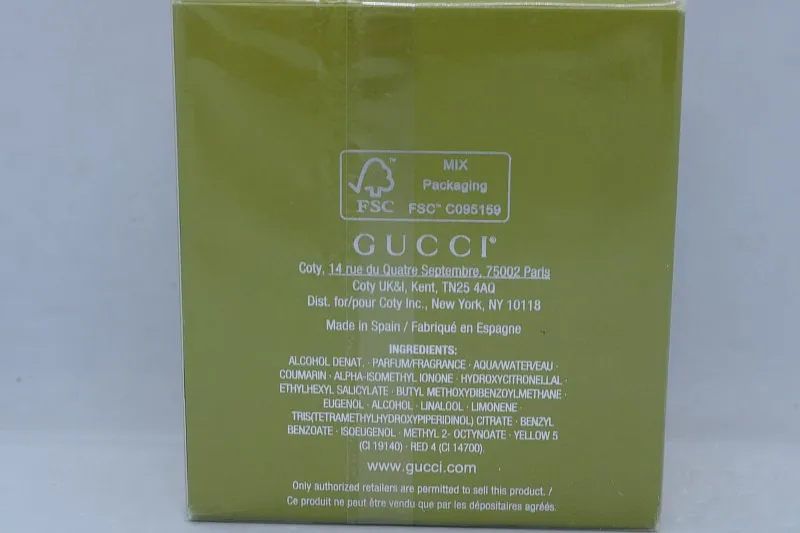 MIX
Packaging
FSC™ FSC™ C095159
GUCCI®
Coty, 14 rue du Quatre Septembre, 75002 Paris
Coty UK&I, Kent, TN25 4AQ
Dist. for/pour Coty Inc., New York, NY 10118
Made in Spain / Fabriqué en Espagne
INGREDIENTS:
ALCOHOL DENAT. · PARFUM/FRAGRANCE · AQUA/WATER/EAU ·
COUMARIN · ALPHA-ISOMETHYL IONONE · HYDROXYCITRONELLAL ·
ETHYLHEXYL SALICYLATE · BUTYL METHOXYDIBENZOYLMETHANE ·
EUGENOL · ALCOHOL · LINALOOL · LIMONENE ·
TRIS(TETRAMETHYLHYDROXYPIPERIDINOL) CITRATE · BENZYL
BENZOATE · ISOEUGENOL · METHYL 2- OCTYNOATE · YELLOW 5
(CI 19140) · RED 4 (CI 14700)
www.gucci.com
Only authorized retailers are permitted to sell this product. /
Ce produit ne peut être vendu que par les dépositaires agréés.